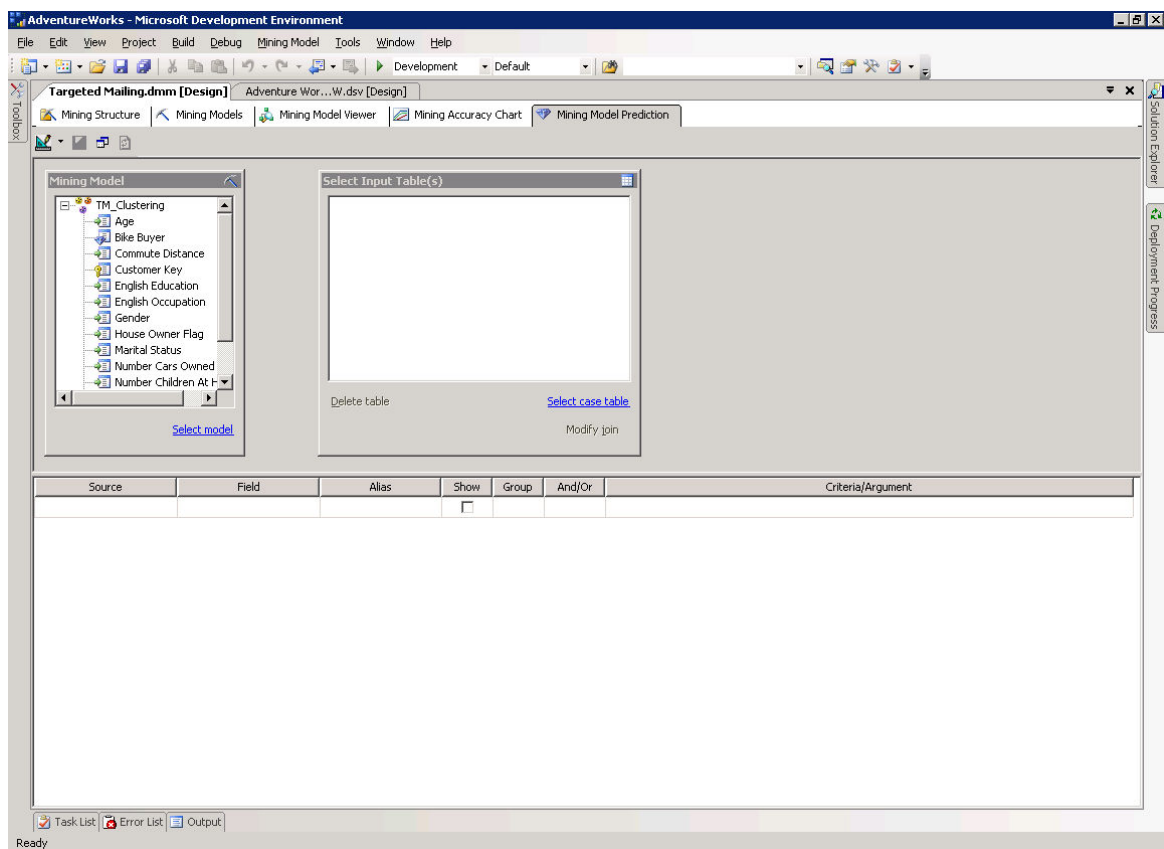 AdventureWorks - Microsoft Development Environment
File Edit View Project Build Debug Mining Model Tools Window Help
Development Default
Toolbox
Targeted Mailing.dmm [Design] Adventure Wor...W.dsv [Design]
Mining Structure Mining Models Mining Model Viewer Mining Accuracy Chart Mining Model Prediction
Solution Explorer
Deployment Progress
Mining Model
TM_Clustering
Age
Bike Buyer
Commute Distance
Customer Key
English Education
English Occupation
Gender
House Owner Flag
Marital Status
Number Cars Owned
Number Children At H
Select model
Select Input Table(s)
Delete table Select case table
Modify join
Source Field Alias Show Group And/Or Criteria/Argument
Task List Error List Output
Ready